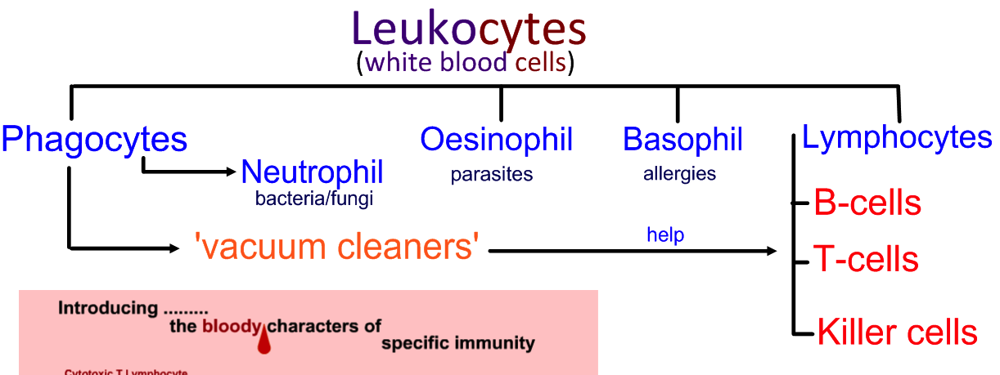 Leukocytes
(white blood cells)
Phagocytes
Oesinophil
Basophil
Lymphocytes
Neutrophil
parasites
allergies
bacteria/fungi
B-cells
'vacuum cleaners'
help
T-cells
Killer cells
Introducing .........
the bloody characters of
specific immunity
Cytotoxic T Lymphocyte